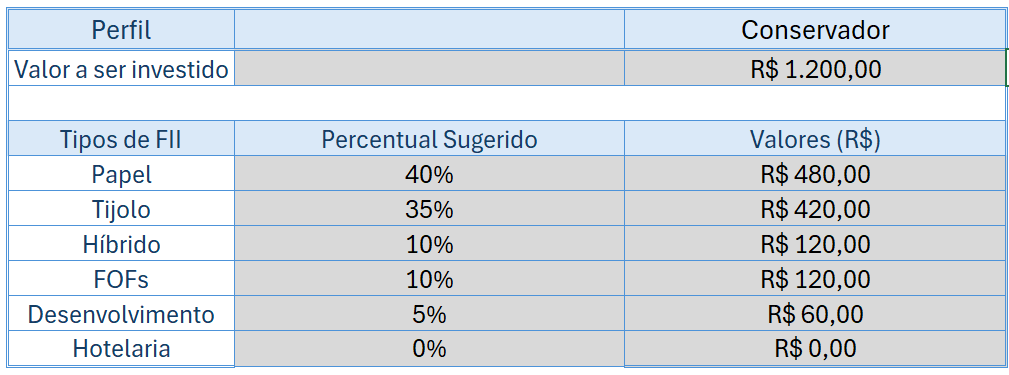 Perfil Conservador
Valor a ser investido R$ 1.200,00
Tipos de FII Percentual Sugerido Valores (R$)
Papel 40% R$ 480,00
Tijolo 35% R$ 420,00
Híbrido 10% R$ 120,00
FOFs 10% R$ 120,00
Desenvolvimento 5% R$ 60,00
Hotelaria 0% R$ 0,00